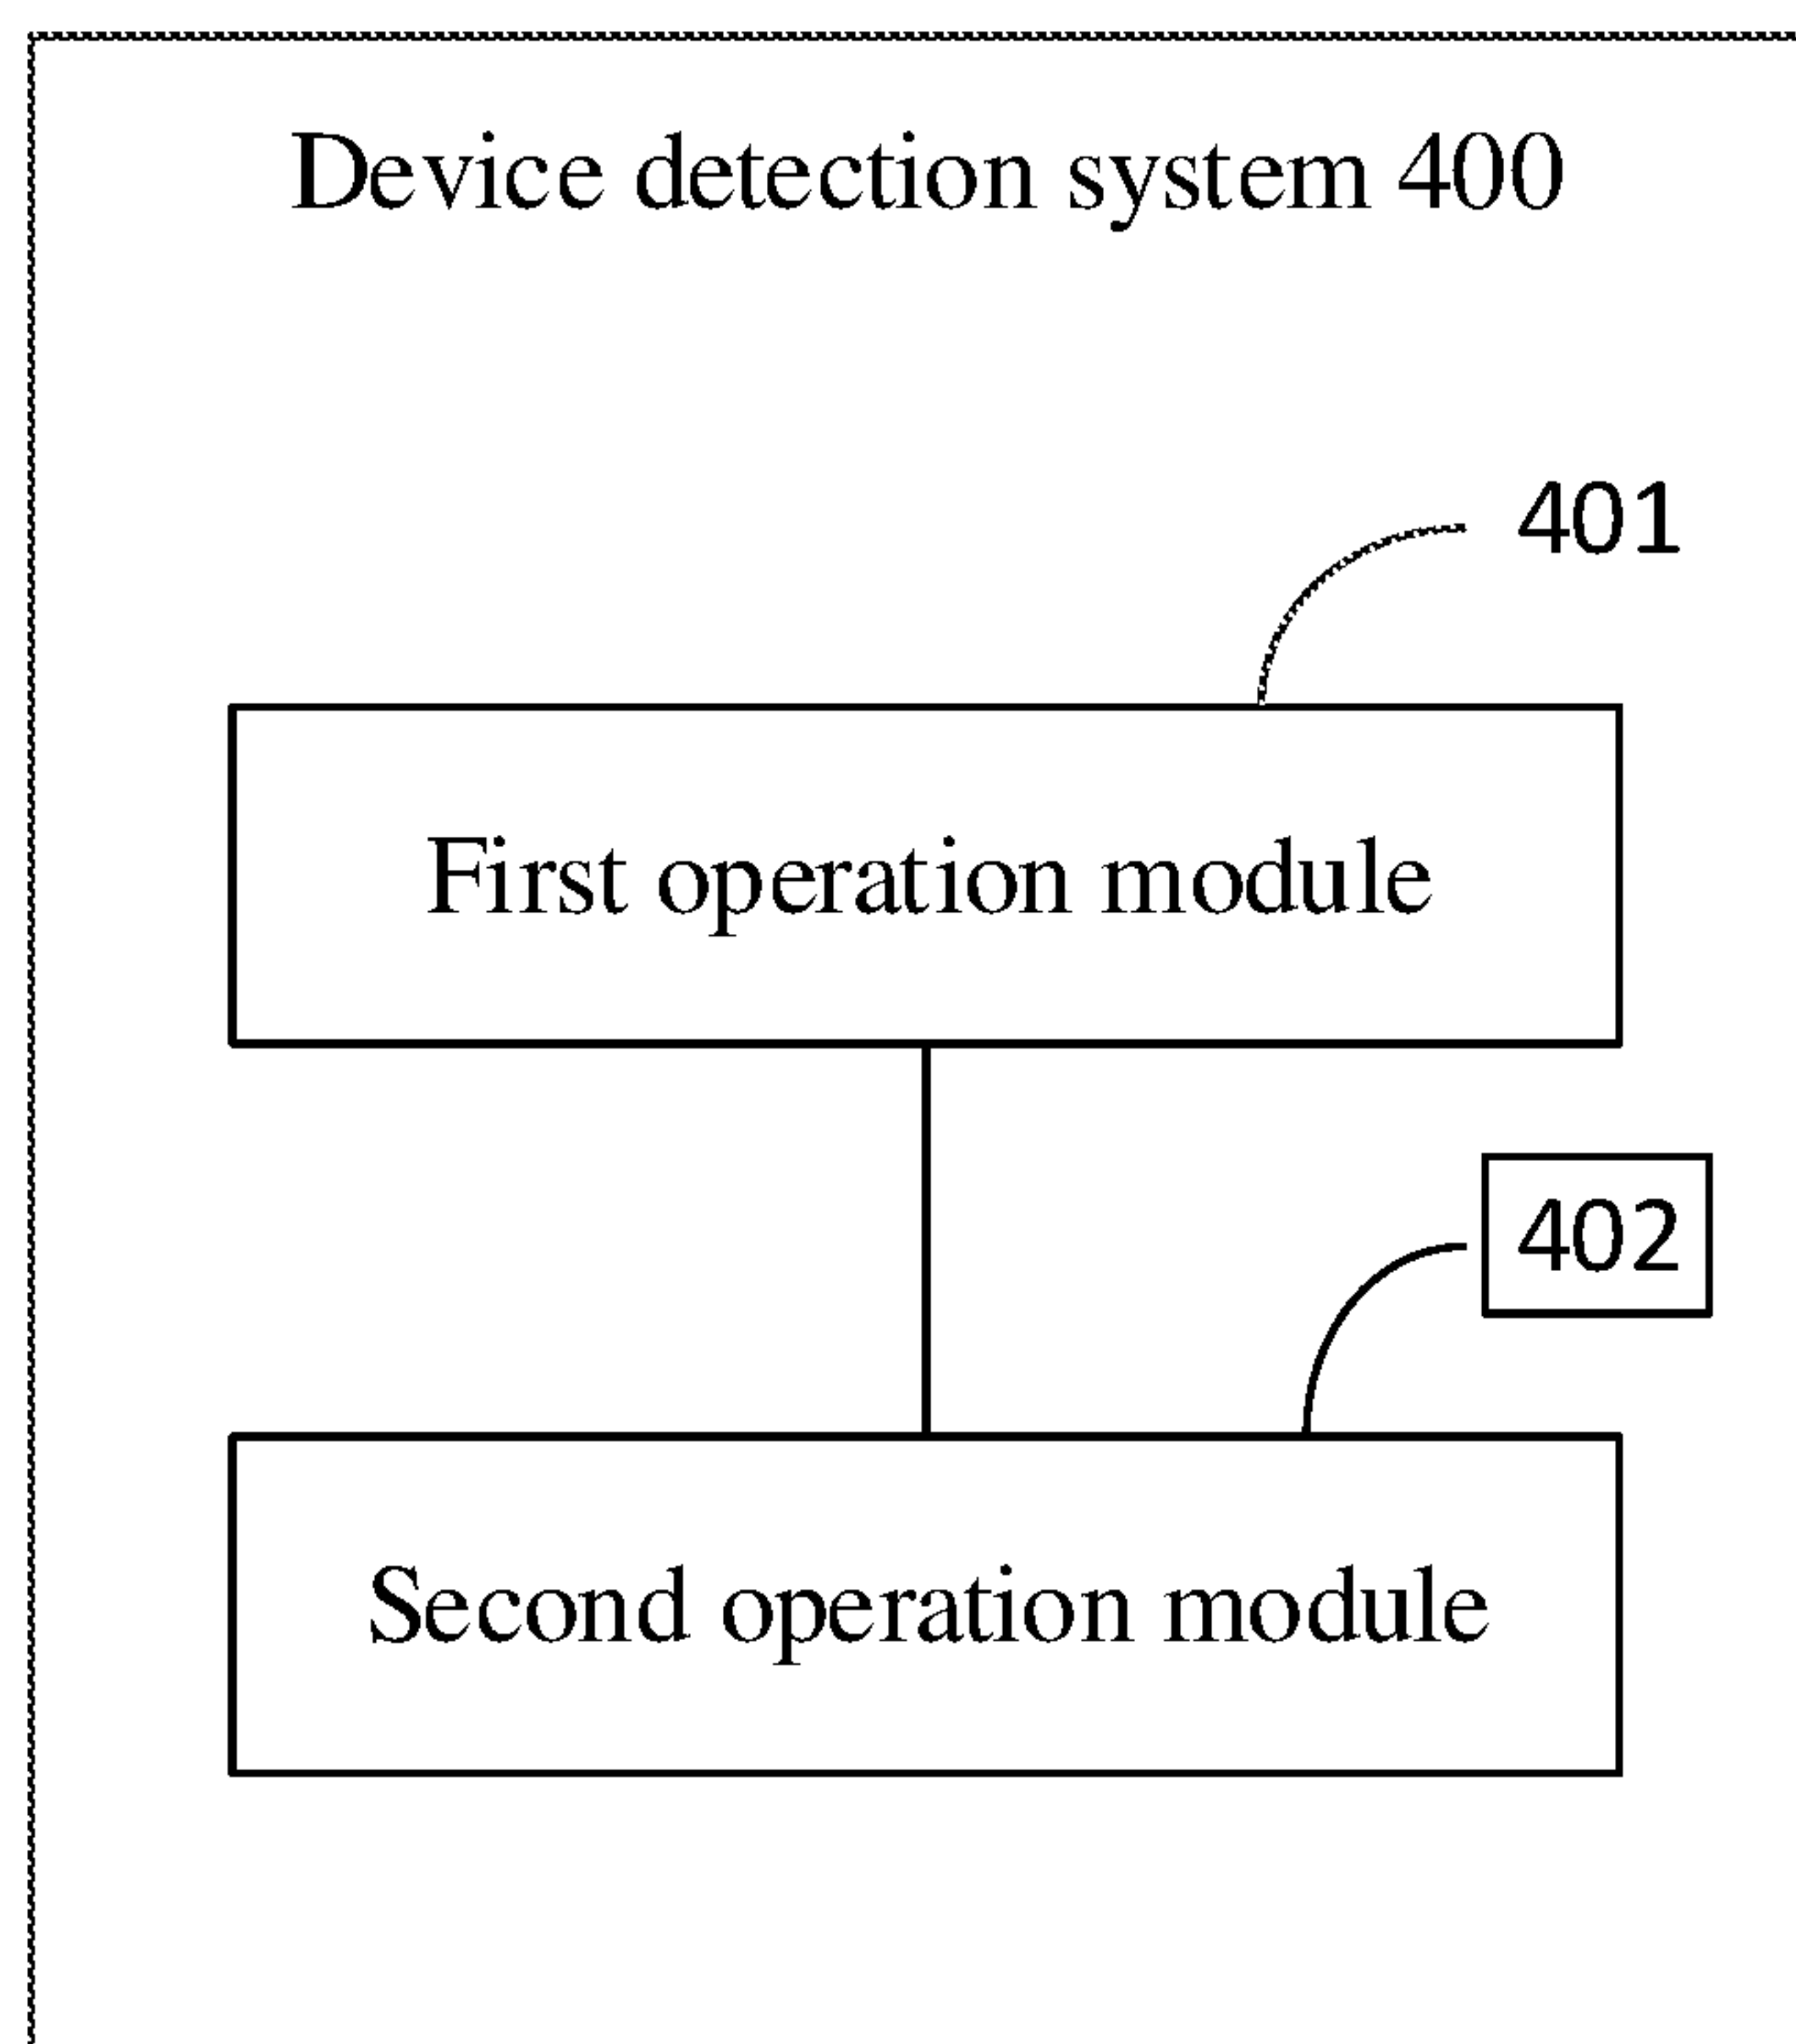 Device detection system 400
401
First operation module
402
Second operation module